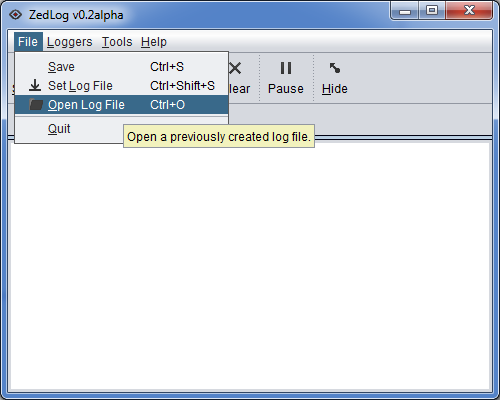 ZedLog v0.2alpha
File Loggers Tools Help
Save Ctrl+S
Set Log File Ctrl+Shift+S
Open Log File Ctrl+O
Quit
Pause
Hide
Open a previously created log file.